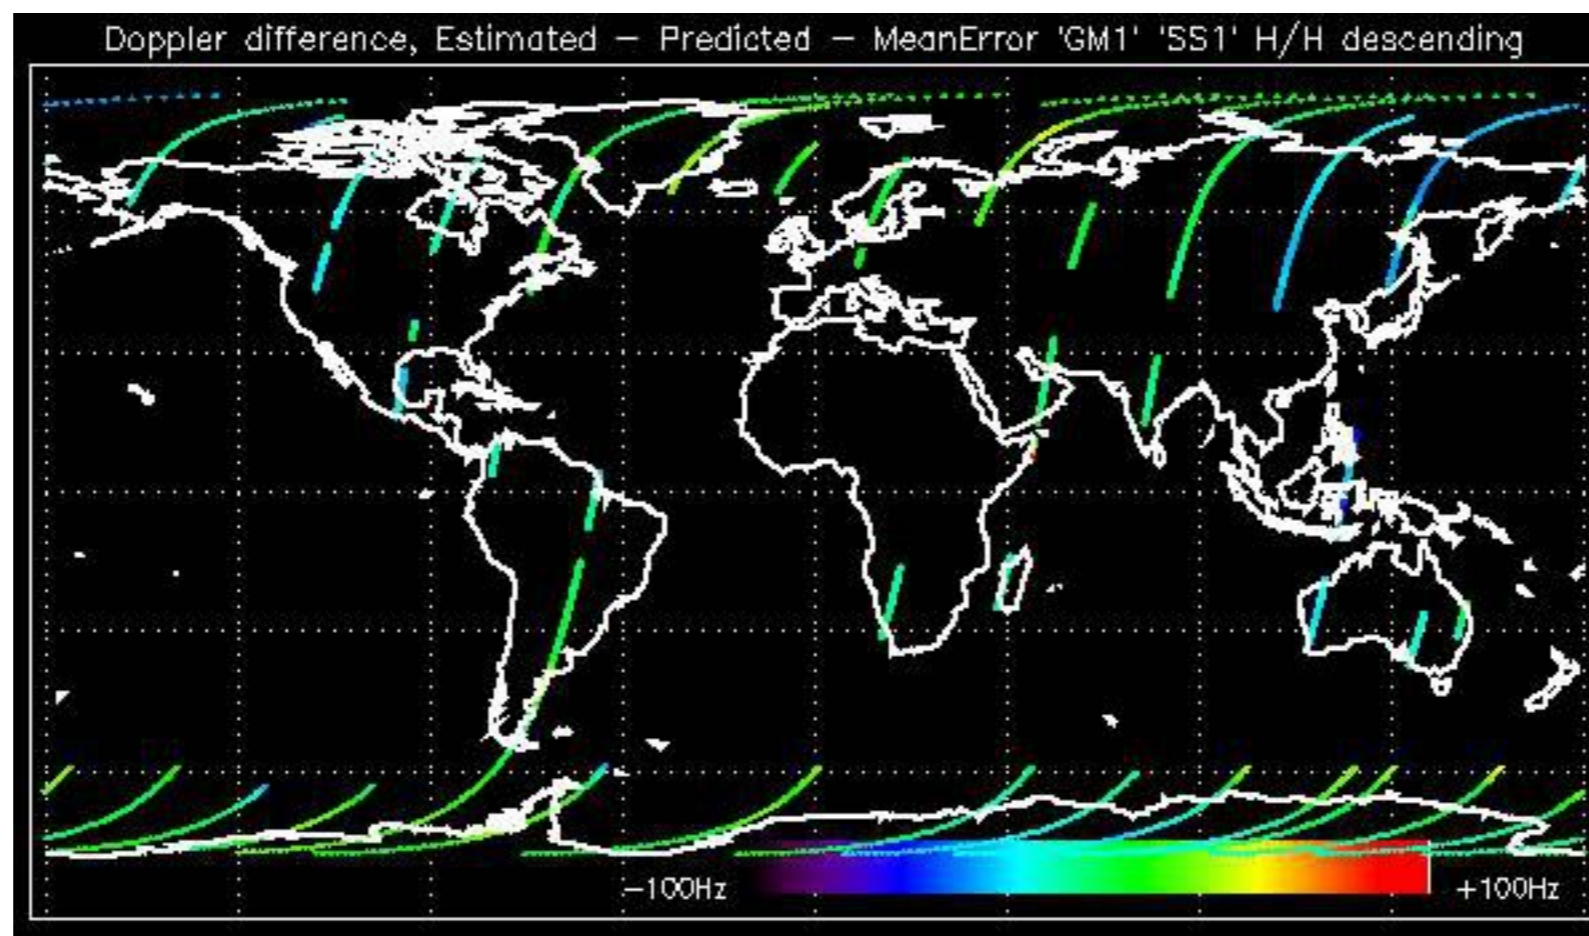 Doppler difference, Estimated - Predicted - MeanError 'GM1' 'SS1' H/H descending
-100Hz +100Hz